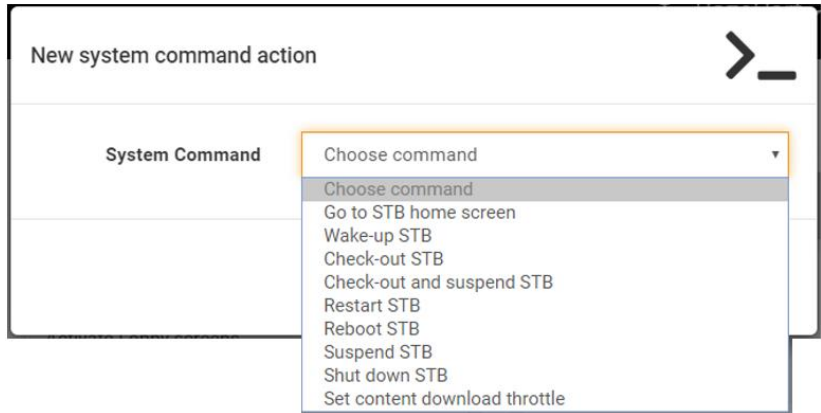 New system command action
System Command
Choose command
Choose command
Go to STB home screen
Wake-up STB
Check-out STB
Check-out and suspend STB
Restart STB
Reboot STB
Suspend STB
Shut down STB
Set content download throttle